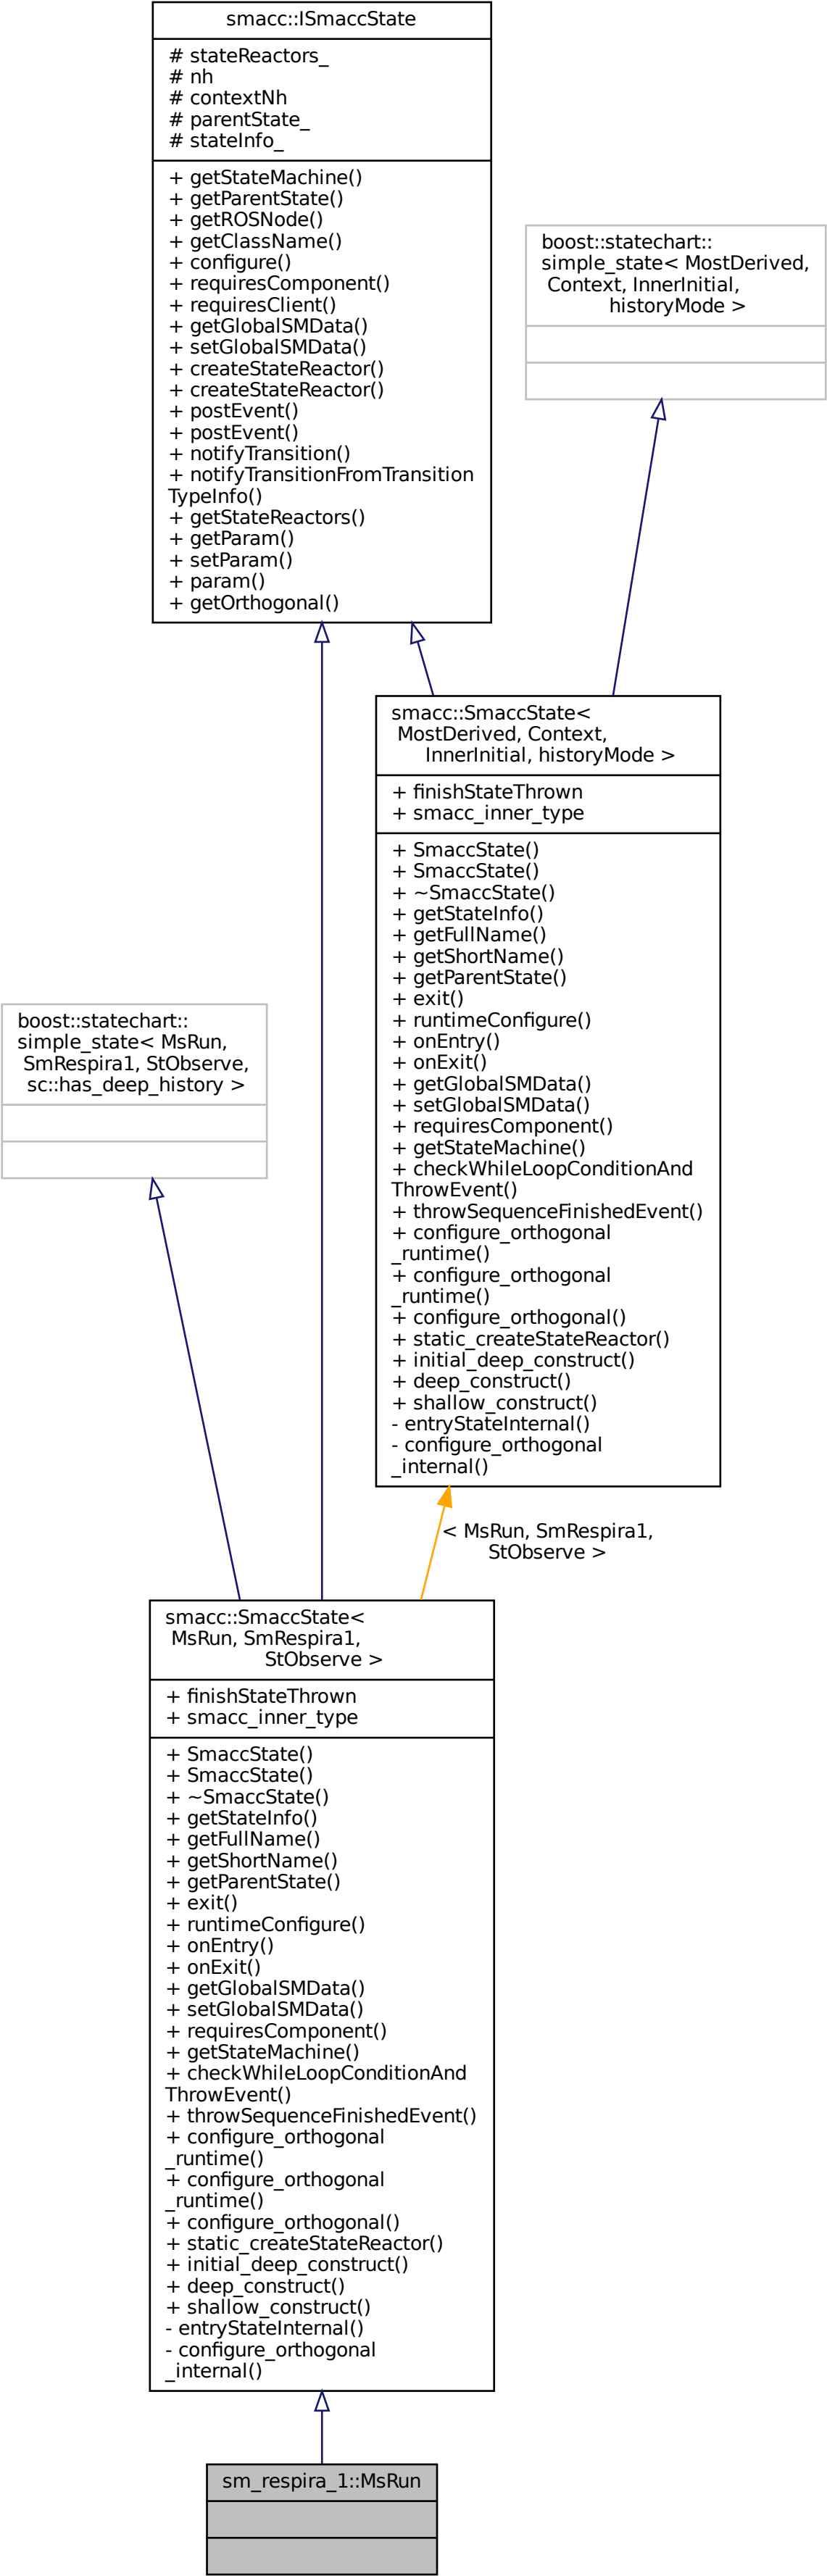 smacc::ISmaccState
# stateReactors_
# nh
# contextNh
# parentState_
# stateInfo_
+ getStateMachine()
+ getParentState()
+ getROSNode()
+ getClassName()
+ configure()
+ requiresComponent()
+ requiresClient()
+ getGlobalSMData()
+ setGlobalSMData()
+ createStateReactor()
+ createStateReactor()
+ postEvent()
+ postEvent()
+ notifyTransition()
+ notifyTransitionFromTransition
TypeInfo()
+ getStateReactors()
+ getParam()
+ setParam()
+ param()
+ getOrthogonal()
boost::statechart::
simple_state< MostDerived,
Context, InnerInitial,
historyMode >
smacc::SmaccState<
MostDerived, Context,
InnerInitial, historyMode >
+ finishStateThrown
+ smacc_inner_type
+ SmaccState()
+ SmaccState()
+ ~SmaccState()
+ getStateInfo()
+ getFullName()
+ getShortName()
+ getParentState()
+ exit()
+ runtimeConfigure()
+ onEntry()
+ onExit()
+ getGlobalSMData()
+ setGlobalSMData()
+ requiresComponent()
+ getStateMachine()
+ checkWhileLoopConditionAnd
ThrowEvent()
+ throwSequenceFinishedEvent()
+ configure_orthogonal
_runtime()
+ configure_orthogonal
_runtime()
+ configure_orthogonal()
+ static_createStateReactor()
+ initial_deep_construct()
+ deep_construct()
+ shallow_construct()
- entryStateInternal()
- configure_orthogonal
_internal()
boost::statechart::
simple_state< MsRun,
SmRespira1, StObserve,
sc::has_deep_history >
< MsRun, SmRespira1,
StObserve >
smacc::SmaccState<
MsRun, SmRespira1,
StObserve >
+ finishStateThrown
+ smacc_inner_type
+ SmaccState()
+ SmaccState()
+ ~SmaccState()
+ getStateInfo()
+ getFullName()
+ getShortName()
+ getParentState()
+ exit()
+ runtimeConfigure()
+ onEntry()
+ onExit()
+ getGlobalSMData()
+ setGlobalSMData()
+ requiresComponent()
+ getStateMachine()
+ checkWhileLoopConditionAnd
ThrowEvent()
+ throwSequenceFinishedEvent()
+ configure_orthogonal
_runtime()
+ configure_orthogonal
_runtime()
+ configure_orthogonal()
+ static_createStateReactor()
+ initial_deep_construct()
+ deep_construct()
+ shallow_construct()
- entryStateInternal()
- configure_orthogonal
_internal()
sm_respira_1::MsRun